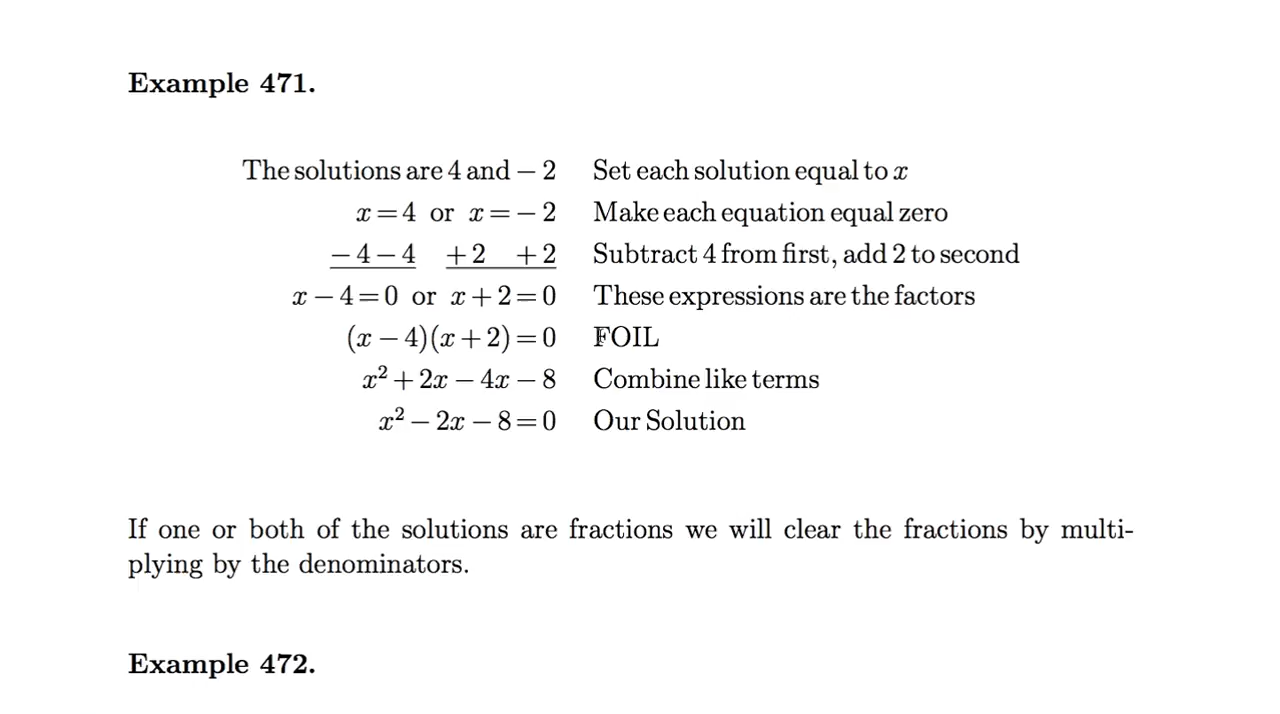 Example 471.
The solutions are 4 and − 2 Set each solution equal to x
x = 4 or x = − 2 Make each equation equal zero
− 4 − 4 + 2 + 2 Subtract 4 from first, add 2 to second
x − 4 = 0 or x + 2 = 0 These expressions are the factors
(x − 4)(x + 2) = 0 FOIL
x² + 2x − 4x − 8 Combine like terms
x² − 2x − 8 = 0 Our Solution
If one or both of the solutions are fractions we will clear the fractions by multi-
plying by the denominators.
Example 472.